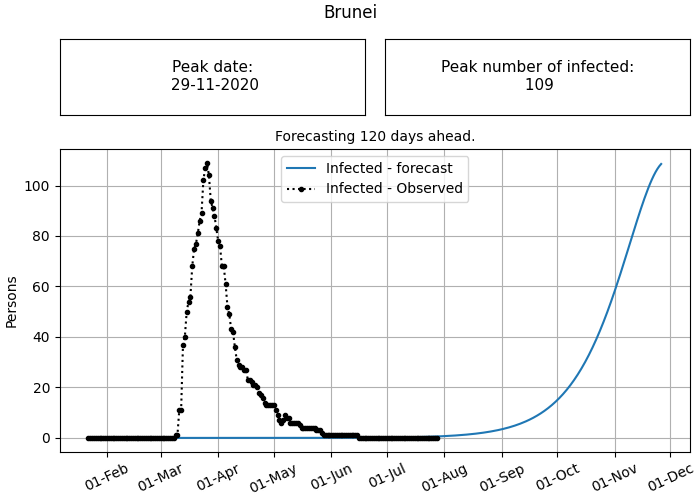 Brunei
Peak date:
29-11-2020
Peak number of infected:
109
Forecasting 120 days ahead.
Infected - forecast
Infected - Observed
Persons
100
80
60
40
20
0
01-Feb
01-Mar
01-Apr
01-May
01-Jun
01-Jul
01-Aug
01-Sep
01-Oct
01-Nov
01-Dec